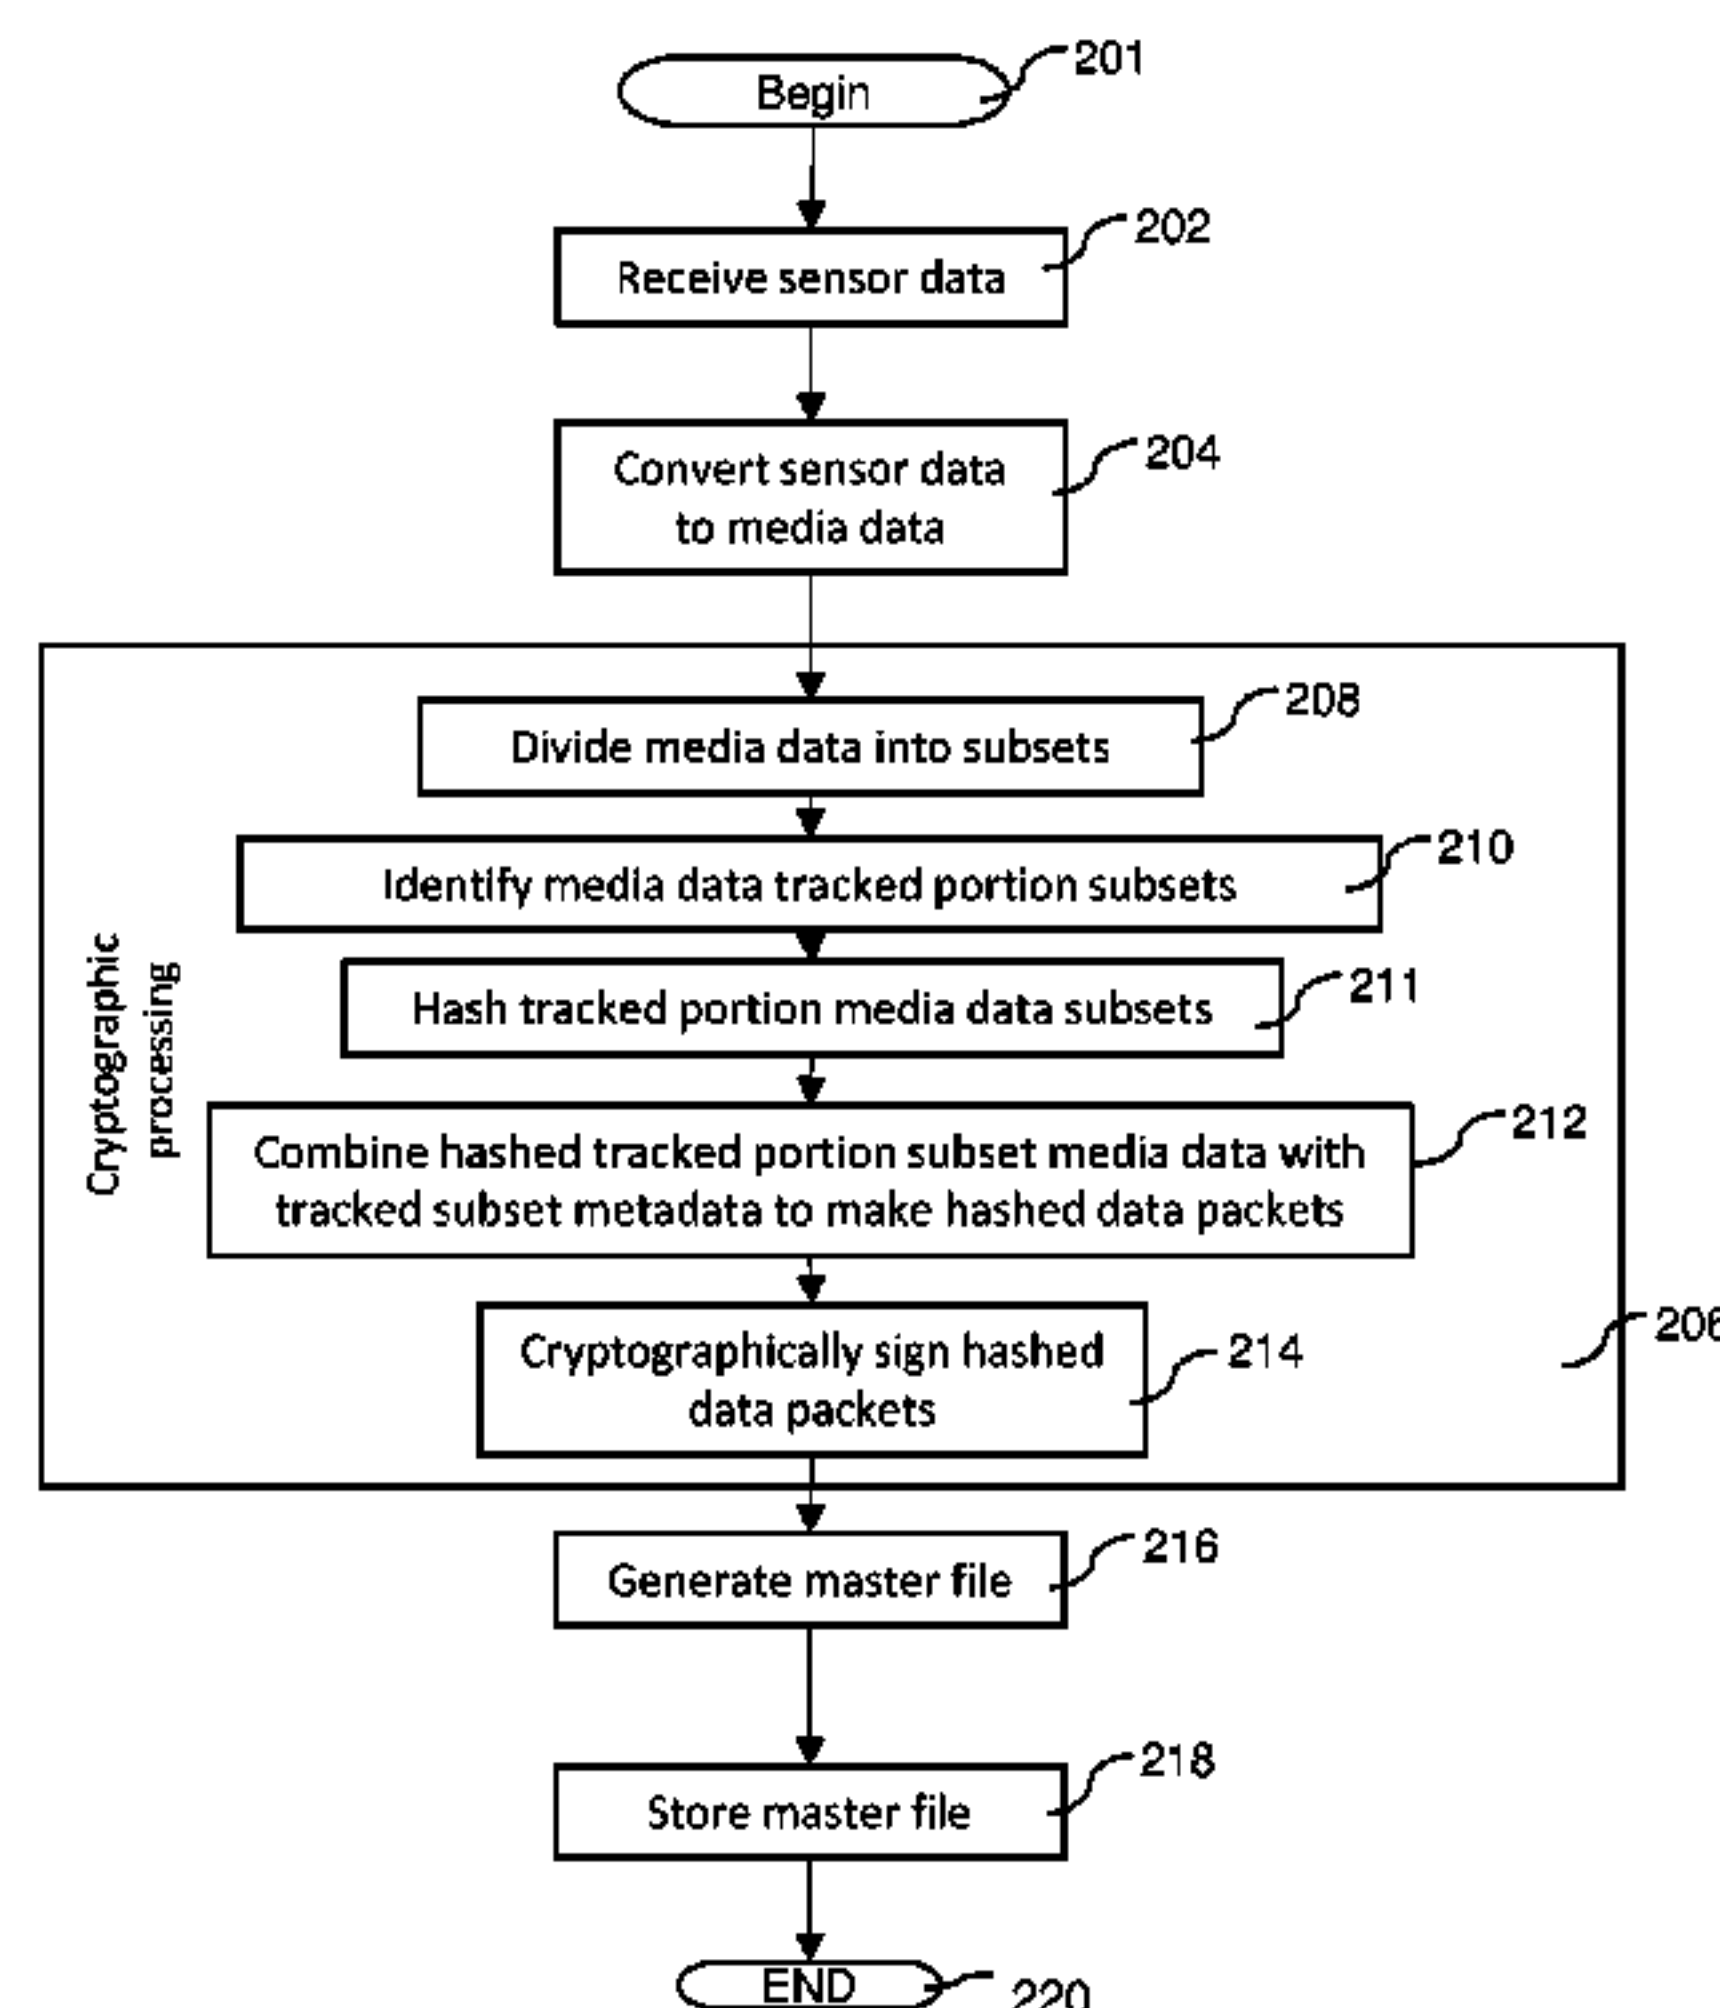 Begin
201
202
Receive sensor data
204
Convert sensor data
to media data
208
Divide media data into subsets
210
Identify media data tracked portion subsets
211
Hash tracked portion media data subsets
Cryptographic
processing
212
Combine hashed tracked portion subset media data with
tracked subset metadata to make hashed data packets
206
214
Cryptographically sign hashed
data packets
216
Generate master file
218
Store master file
END
220